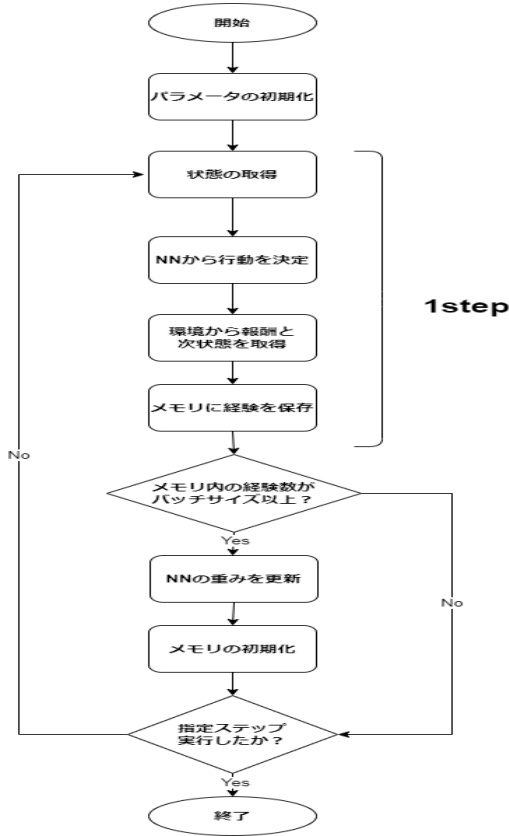 開始
パラメータの初期化
状態の取得
NNから行動を決定
1step
環境から報酬と
次状態を取得
メモリに経験を保存
No
メモリ内の経験数が
バッチサイズ以上？
Yes
NNの重みを更新
No
メモリの初期化
指定ステップ
実行したか？
Yes
終了